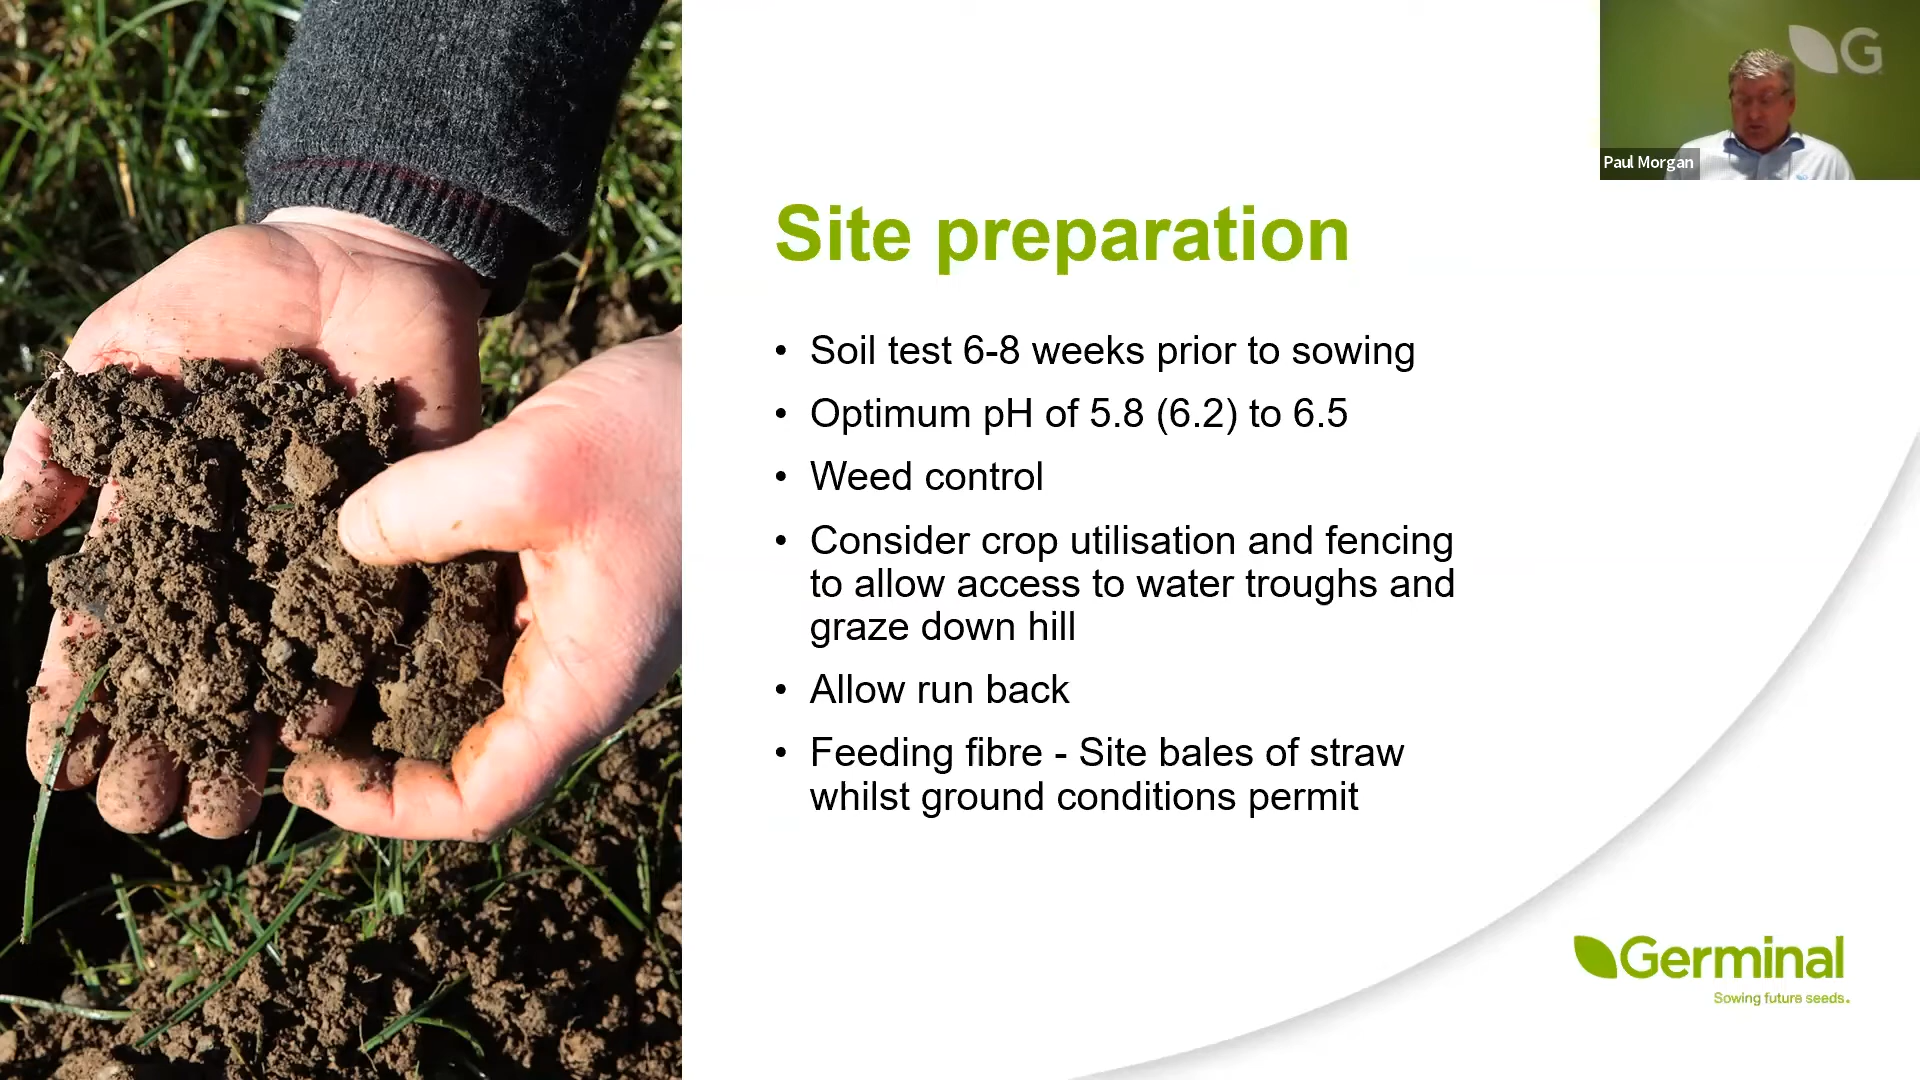 G
Paul Morgan
Site preparation
• Soil test 6-8 weeks prior to sowing
• Optimum pH of 5.8 (6.2) to 6.5
• Weed control
• Consider crop utilisation and fencing
to allow access to water troughs and
graze down hill
• Allow run back
• Feeding fibre - Site bales of straw
whilst ground conditions permit
Germinal
Sowing future seeds.